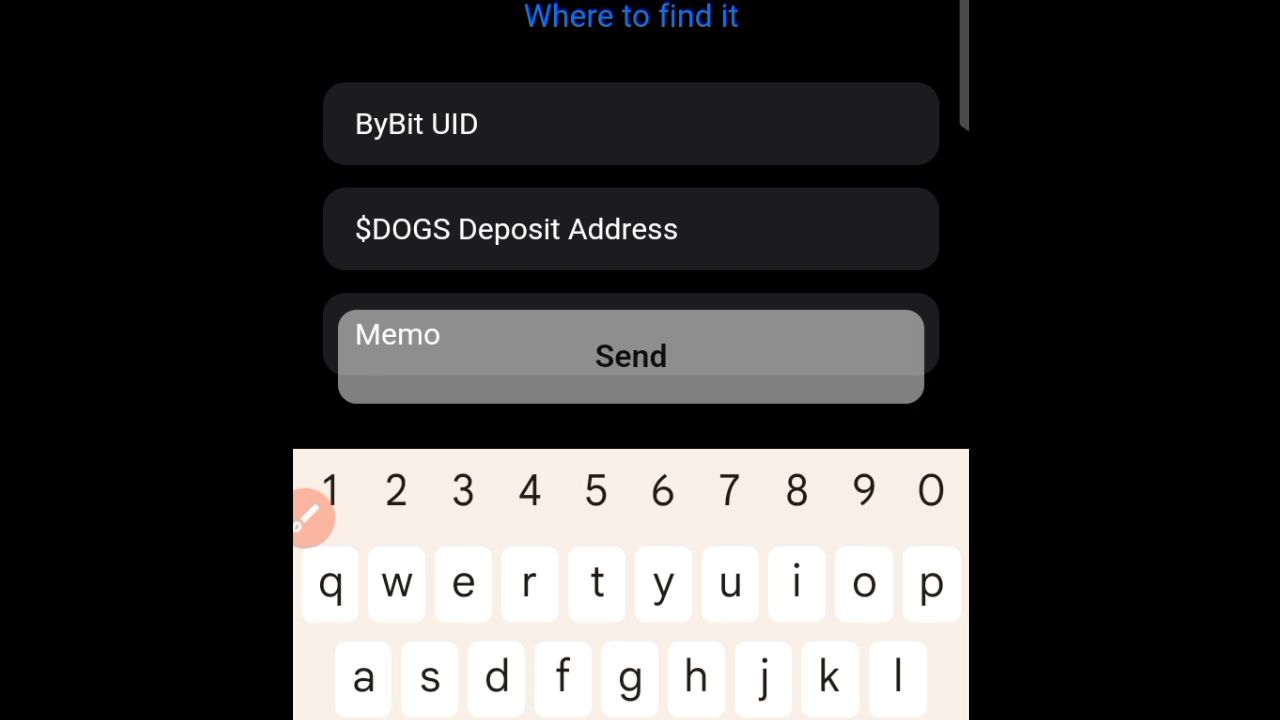 Where to find it
ByBit UID
$DOGS Deposit Address
Memo
Send
1 2 3 4 5 6 7 8 9 0
q w e r t y u i o p
a s d f g h j k l